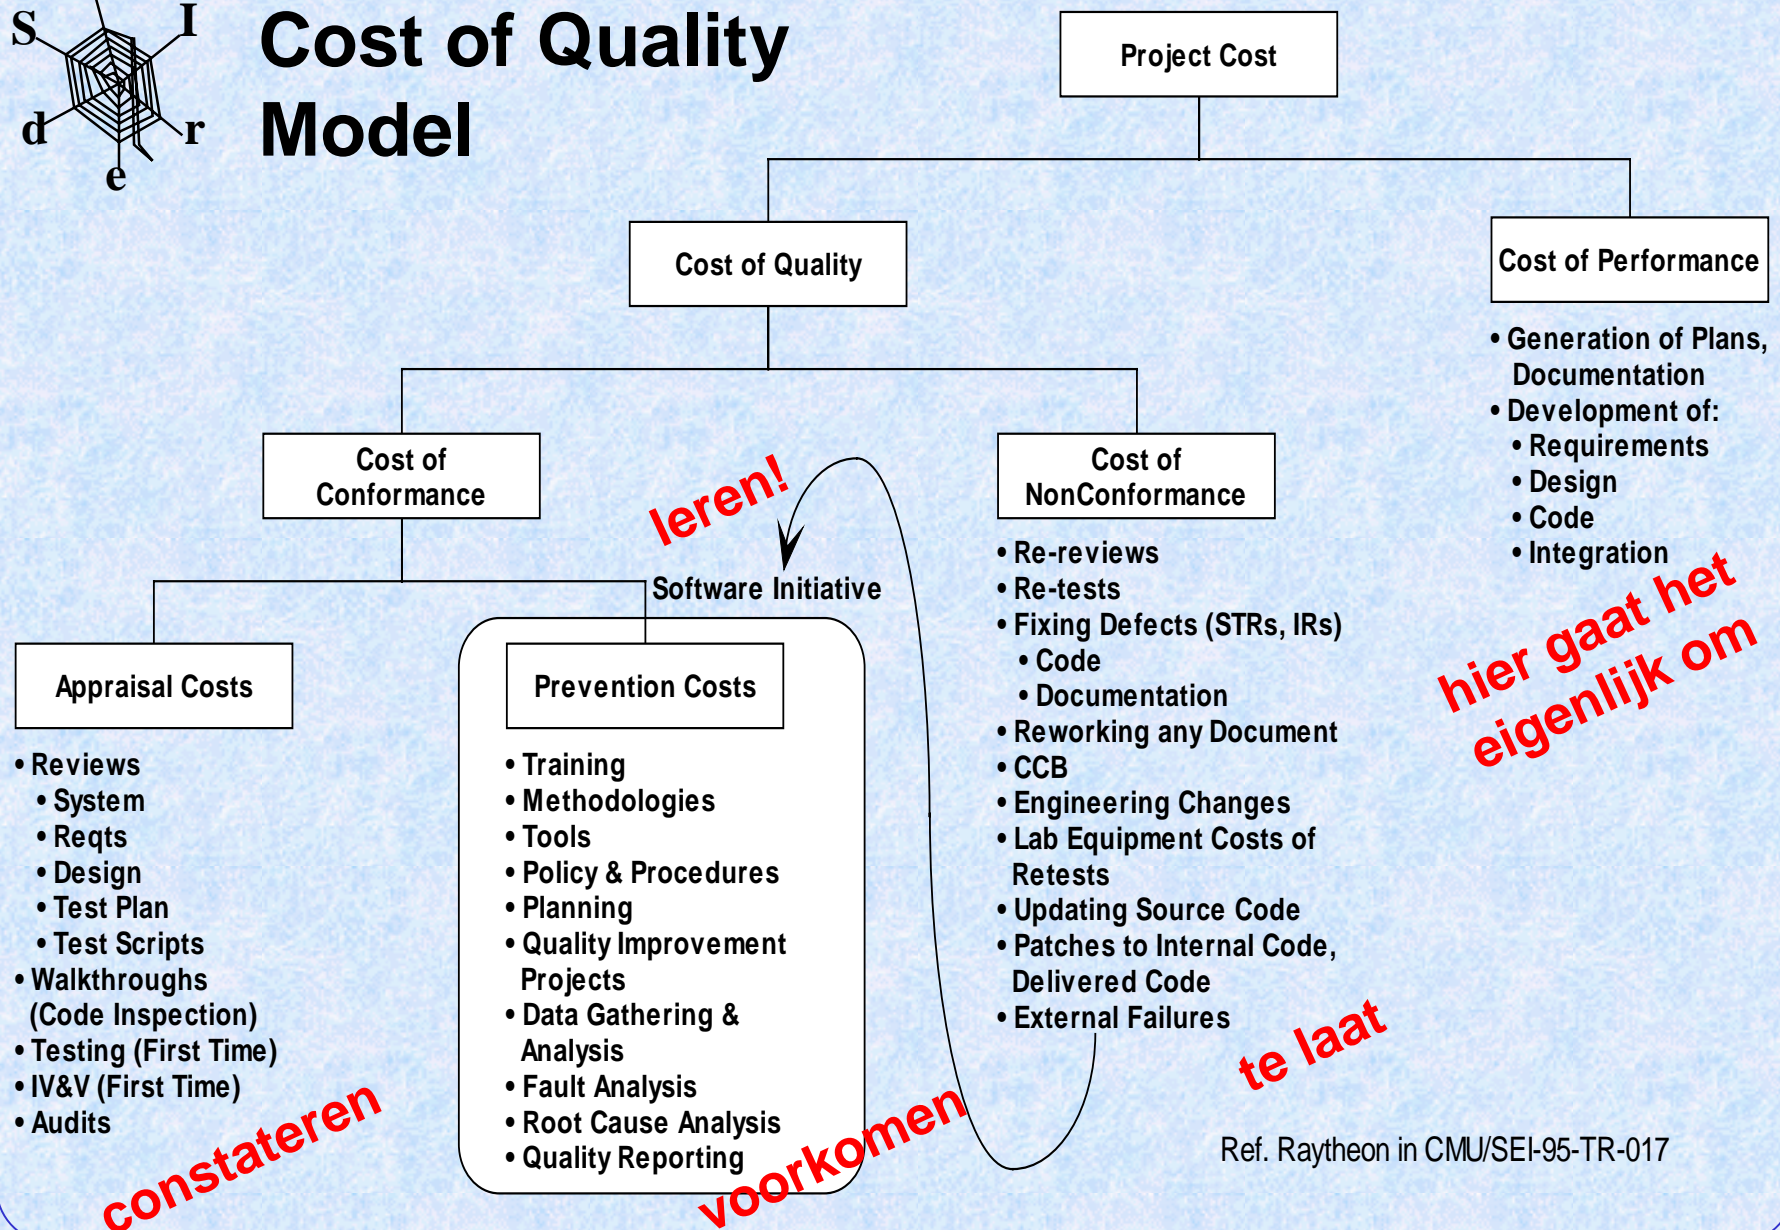 S
I
d
r
e
Cost of Quality
Model
Project Cost
Cost of Quality
Cost of Performance
• Generation of Plans,
Documentation
• Development of:
• Requirements
• Design
• Code
• Integration
hier gaat het
eigenlijk om
Cost of
Conformance
leren!
Software Initiative
Cost of
NonConformance
• Re-reviews
• Re-tests
• Fixing Defects (STRs, IRs)
• Code
• Documentation
• Reworking any Document
• CCB
• Engineering Changes
• Lab Equipment Costs of
Retests
• Updating Source Code
• Patches to Internal Code,
Delivered Code
• External Failures
te laat
Appraisal Costs
• Reviews
• System
• Reqts
• Design
• Test Plan
• Test Scripts
• Walkthroughs
(Code Inspection)
• Testing (First Time)
• IV&V (First Time)
• Audits
constateren
Prevention Costs
• Training
• Methodologies
• Tools
• Policy & Procedures
• Planning
• Quality Improvement
Projects
• Data Gathering &
Analysis
• Fault Analysis
• Root Cause Analysis
• Quality Reporting
voorkomen
Ref. Raytheon in CMU/SEI-95-TR-017